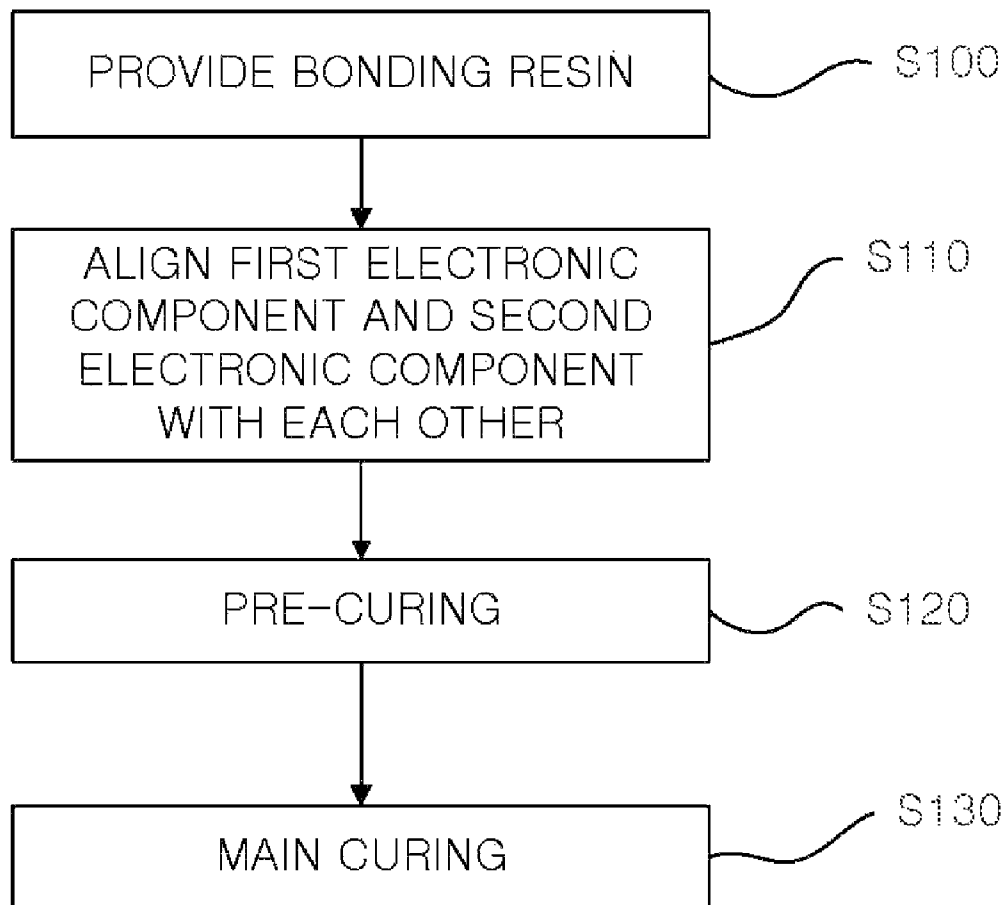 PROVIDE BONDING RESIN
S100
ALIGN FIRST ELECTRONIC
COMPONENT AND SECOND
ELECTRONIC COMPONENT
WITH EACH OTHER
S110
PRE-CURING
S120
MAIN CURING
S130